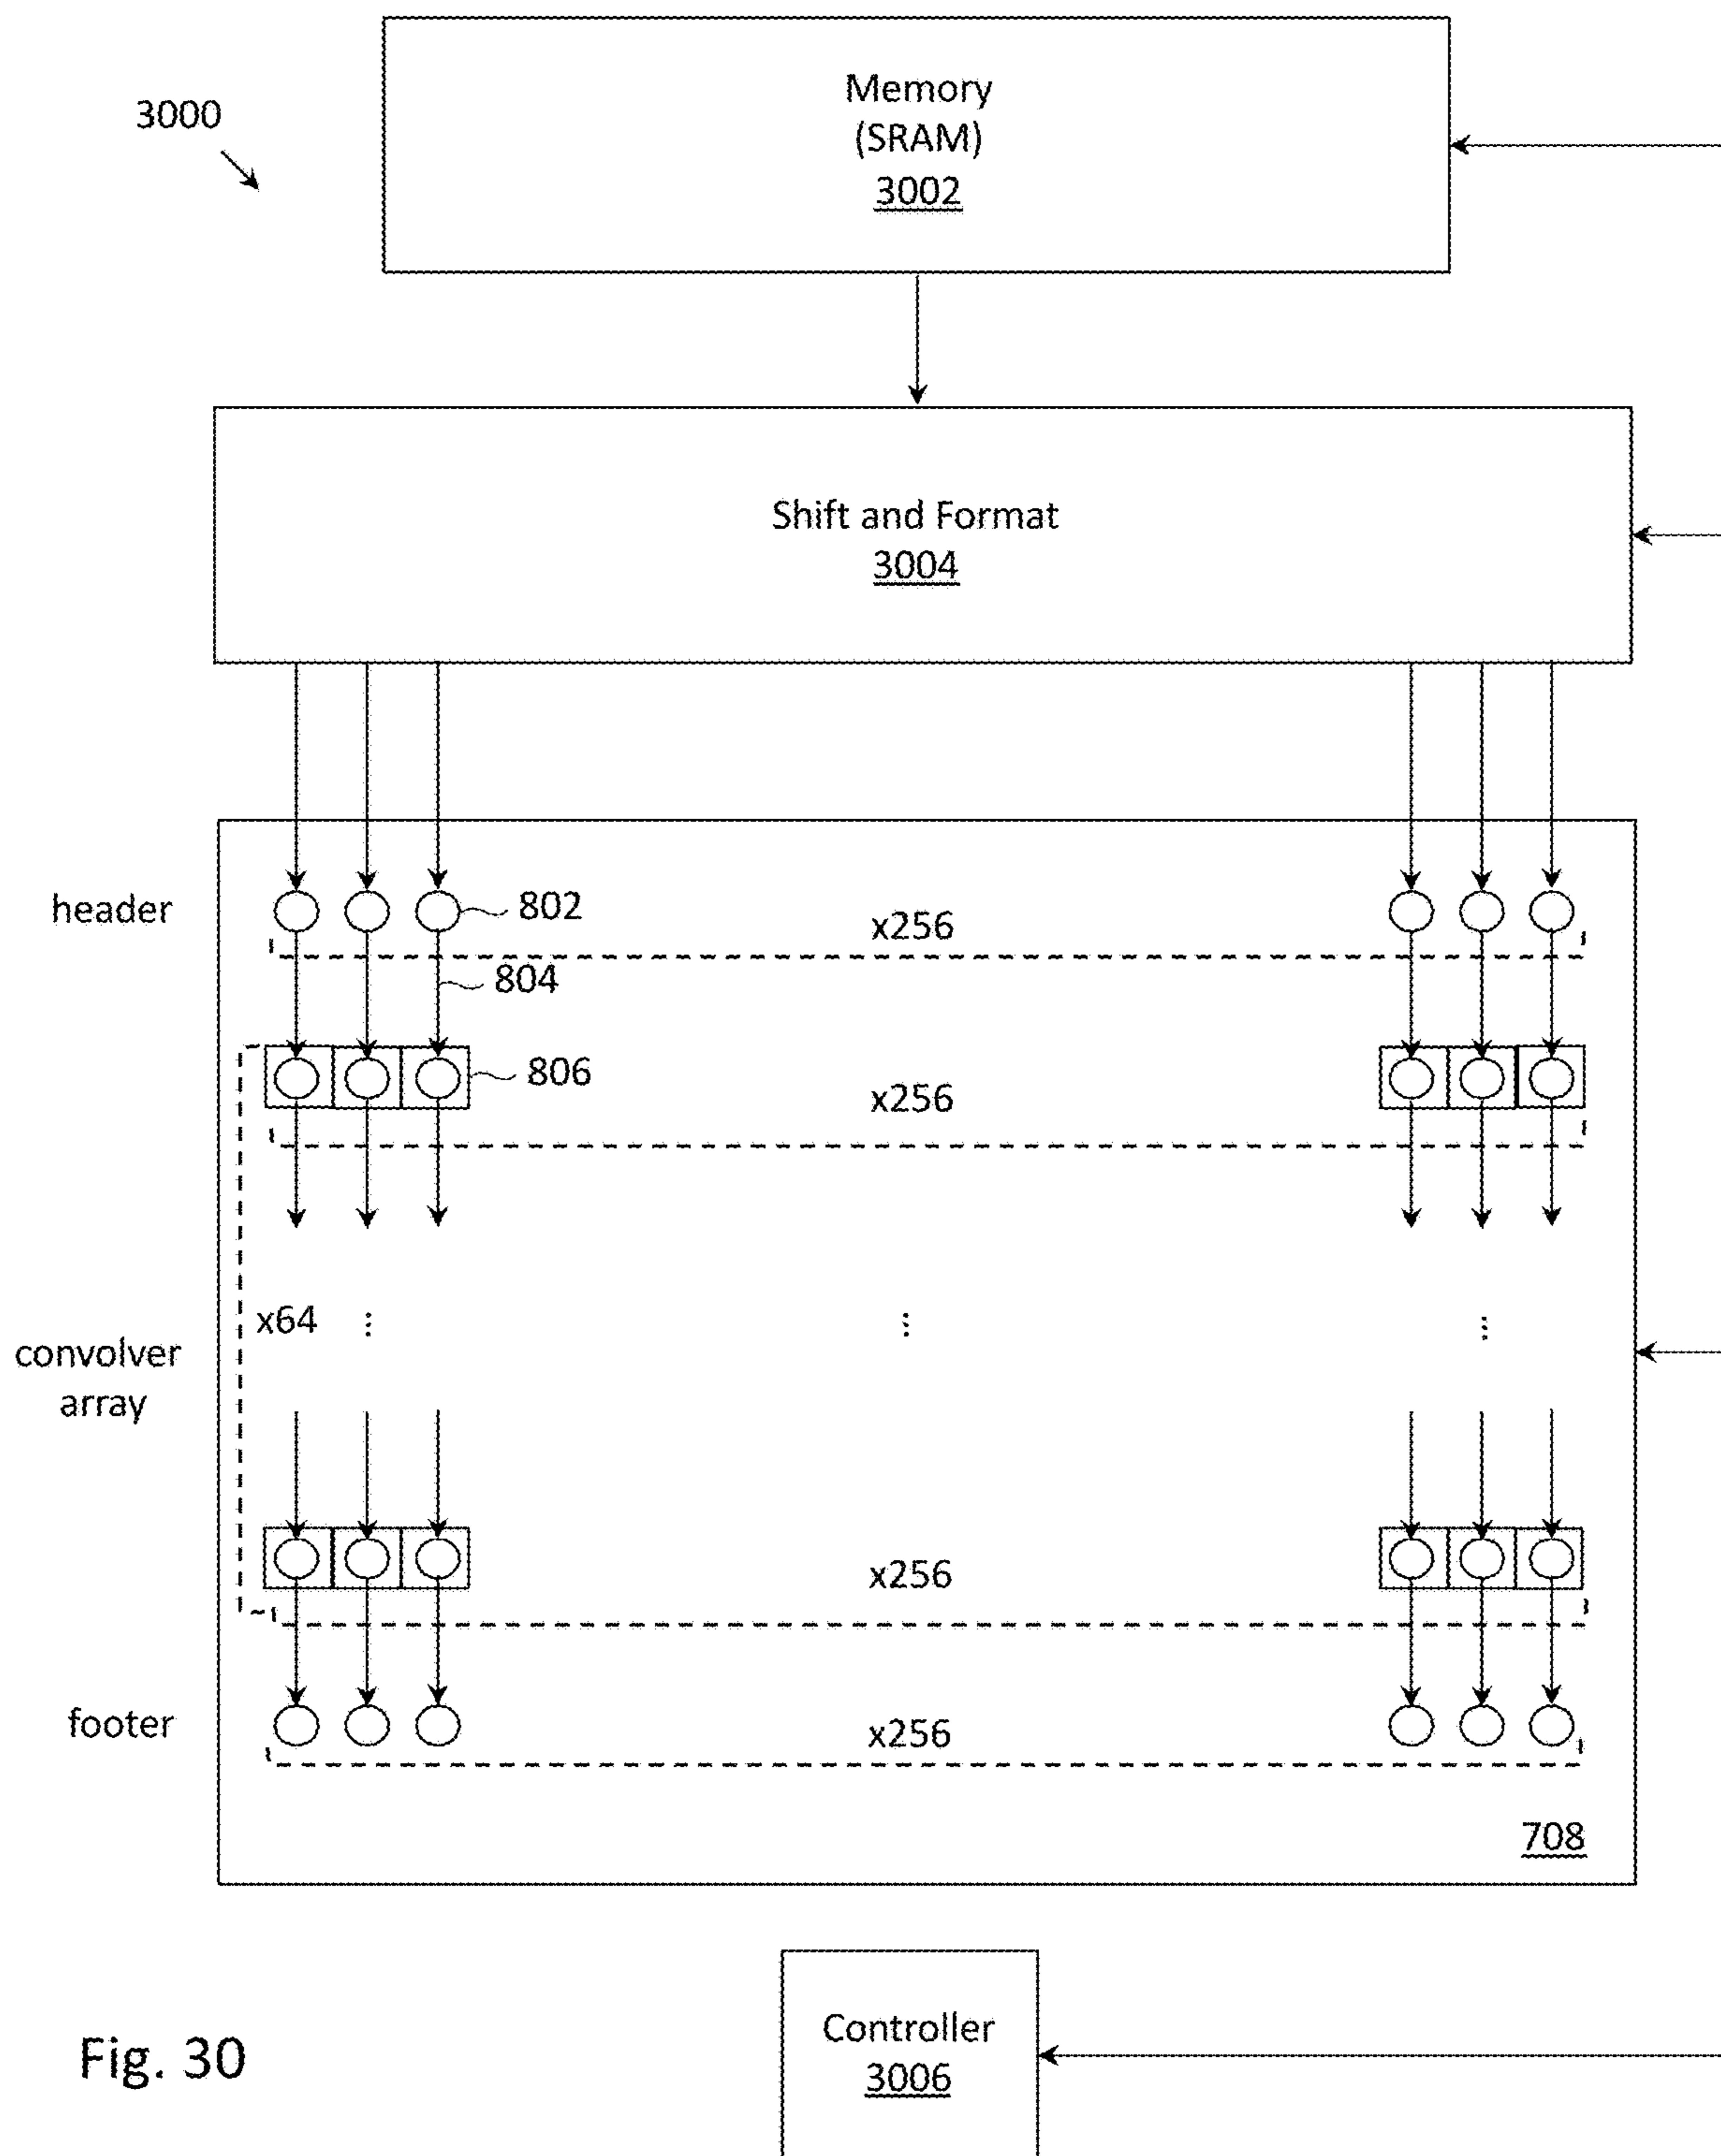 3000
Memory
(SRAM)
3002
Shift and Format
3004
header
802
x256
804
806
x256
x64
...
...
...
convolver
array
x256
footer
x256
708
Controller
3006
Fig. 30